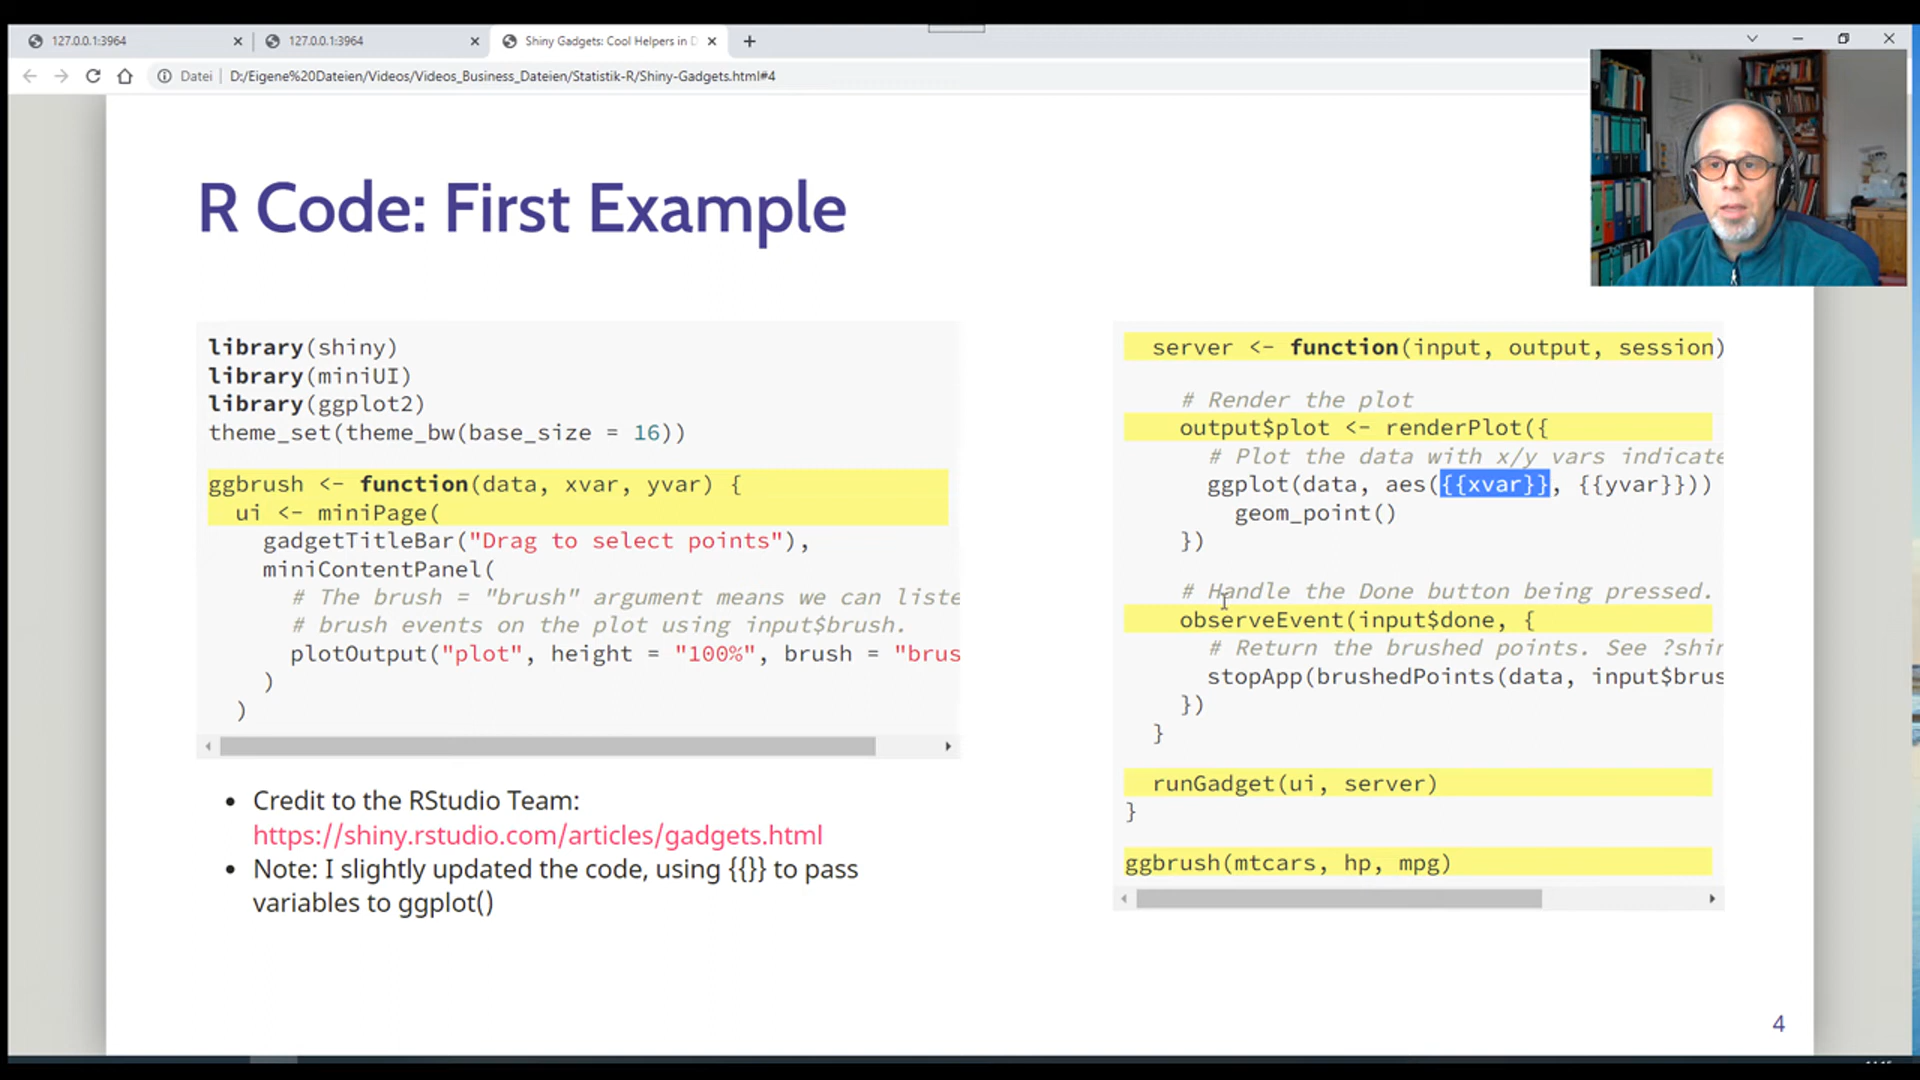 127.0.0.1:3964
127.0.0.1:3964
Shiny Gadgets: Cool Helpers in D
Datei
D:/Eigene%20Dateien/Videos/Videos_Business_Dateien/Statistik-R/Shiny-Gadgets.html#4
R Code: First Example
library(shiny)
library(miniUI)
library(ggplot2)
theme_set(theme_bw(base_size = 16))
ggbrush <- function(data, xvar, yvar) {
ui <- miniPage(
gadgetTitleBar("Drag to select points"),
miniContentPanel(
# The brush = "brush" argument means we can liste
# brush events on the plot using input$brush.
plotOutput("plot", height = "100%", brush = "brus
)
)
Credit to the RStudio Team:
https://shiny.rstudio.com/articles/gadgets.html
Note: I slightly updated the code, using {{}} to pass
variables to ggplot()
server <- function(input, output, session)
# Render the plot
output$plot <- renderPlot({
# Plot the data with x/y vars indicate
ggplot(data, aes({{xvar}}, {{yvar}}))
geom_point()
})
# Handle the Done button being pressed.
observeEvent(input$done, {
# Return the brushed points. See ?shin
stopApp(brushedPoints(data, input$brus
})
}
runGadget(ui, server)
}
ggbrush(mtcars, hp, mpg)
4